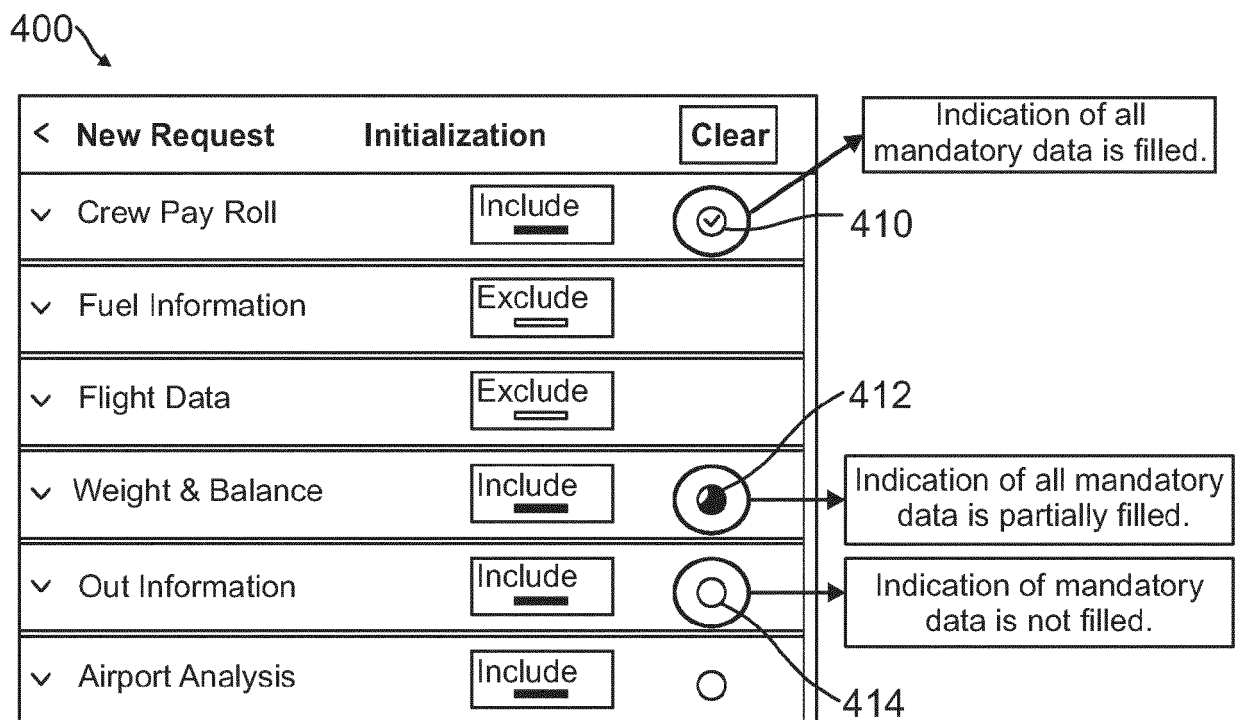 400
< New Request Initialization Clear
Indication of all
mandatory data is filled.
Crew Pay Roll Include
410
Fuel Information Exclude
Flight Data Exclude
412
Weight & Balance Include
Indication of all mandatory
data is partially filled.
Out Information Include
Indication of mandatory
data is not filled.
Airport Analysis Include
414